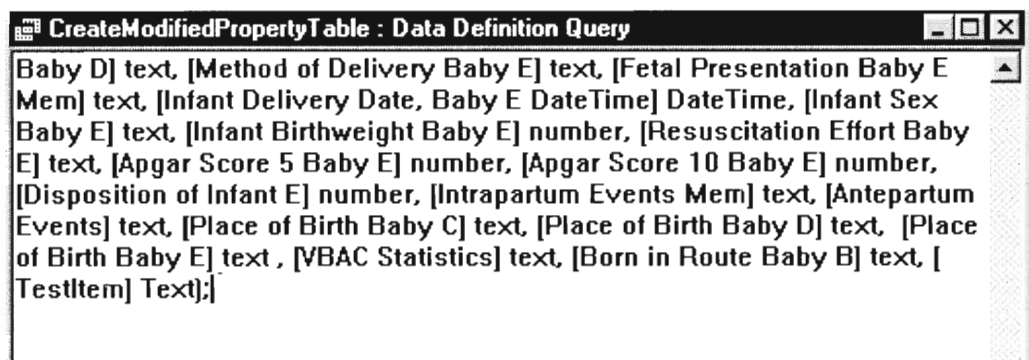 CreateModifiedPropertyTable : Data Definition Query
Baby D] text, [Method of Delivery Baby E] text, [Fetal Presentation Baby E
Mem] text, [Infant Delivery Date, Baby E DateTime] DateTime, [Infant Sex
Baby E] text, [Infant Birthweight Baby E] number, [Resuscitation Effort Baby
E] text, [Apgar Score 5 Baby E] number, [Apgar Score 10 Baby E] number,
[Disposition of Infant E] number, [Intrapartum Events Mem] text, [Antepartum
Events] text, [Place of Birth Baby C] text, [Place of Birth Baby D] text,  [Place
of Birth Baby E] text , [VBAC Statistics] text, [Born in Route Baby B] text, [
TestItem] Text);